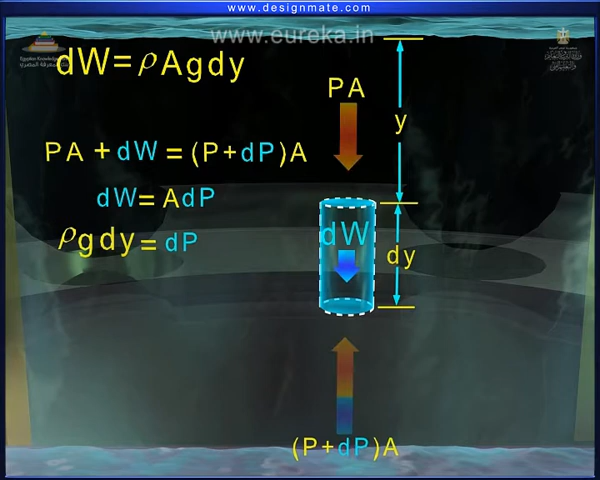 www.designmate.com
www.eureka.in
dW = ρAgdy
PA
y
PA + dW = (P+dP)A
dW = AdP
ρgdy = dP
dW
dy
(P+dP)A